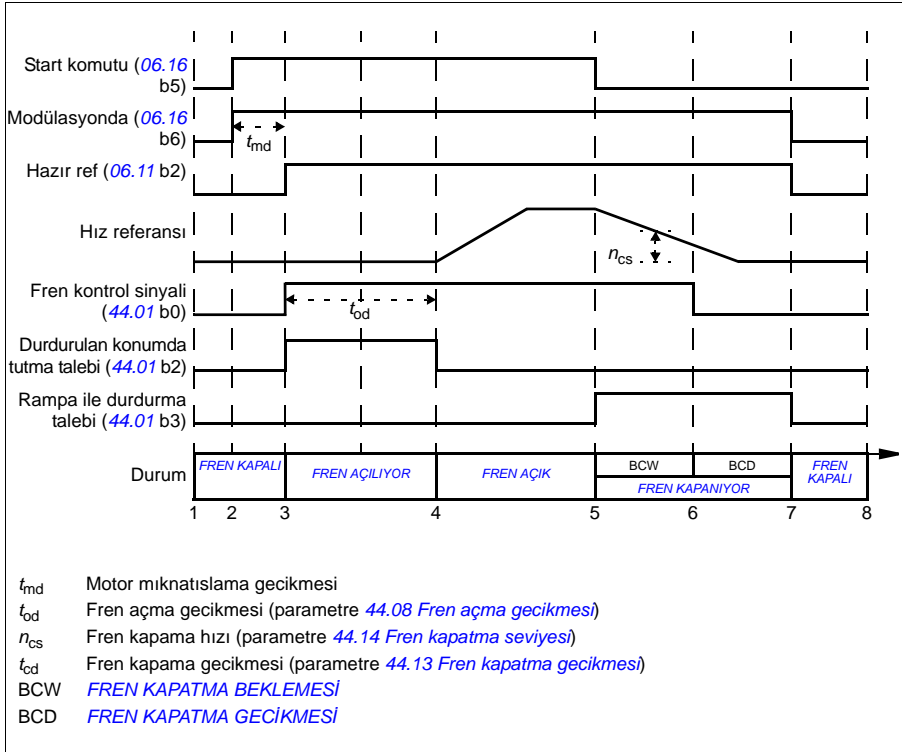 Start komutu (06.16
b5)
Modülasyonda (06.16
b6)
tmd
Hazır ref (06.11 b2)
Hız referansı
ncs
Fren kontrol sinyali
(44.01 b0)
tod
Durdurulan konumda
tutma talebi (44.01 b2)
Rampa ile durdurma
talebi (44.01 b3)
Durum
FREN KAPALI
FREN AÇILIYOR
FREN AÇIK
BCW
BCD
FREN KAPANIYOR
FREN
KAPALI
1 2 3 4 5 6 7 8
tmd Motor mıknatıslama gecikmesi
tod Fren açma gecikmesi (parametre 44.08 Fren açma gecikmesi)
ncs Fren kapama hızı (parametre 44.14 Fren kapatma seviyesi)
tcd Fren kapama gecikmesi (parametre 44.13 Fren kapatma gecikmesi)
BCW FREN KAPATMA BEKLEMESİ
BCD FREN KAPATMA GECİKMESİ